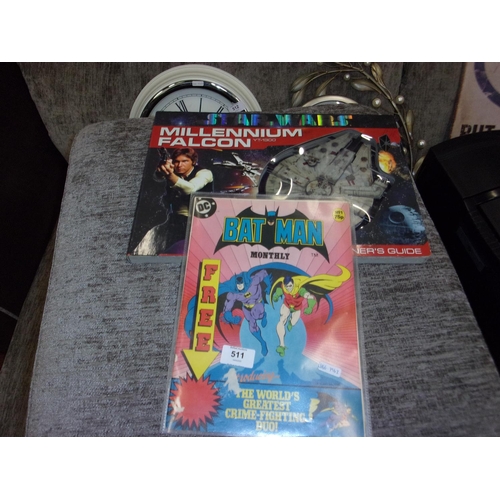 STAR WARS
MILLENNIUM
FALCON
NER'S GUIDE
DC
BATMAN
MONTHLY
FREE
511
THE WORLD'S
GREATEST
CRIME-FIGHTING
DUO!